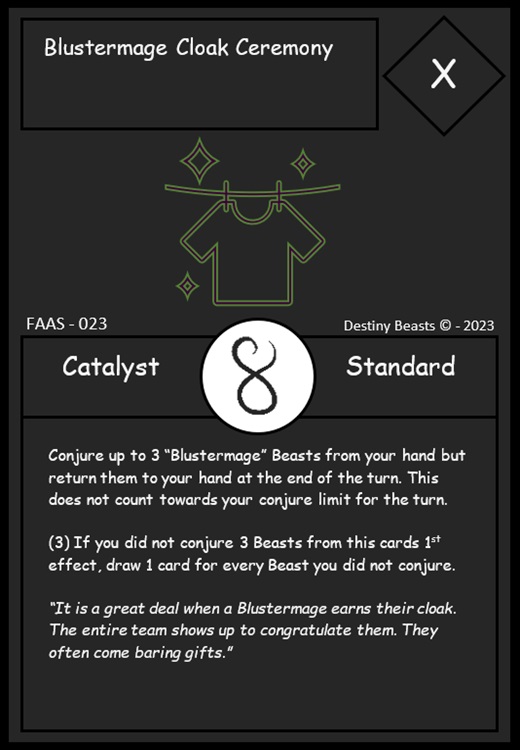 Blustermage Cloak Ceremony
X
FAAS - 023
Destiny Beasts © - 2023
Catalyst
Standard
Conjure up to 3 “Blustermage” Beasts from your hand but
return them to your hand at the end of the turn. This
does not count towards your conjure limit for the turn.
(3) If you did not conjure 3 Beasts from this cards 1st
effect, draw 1 card for every Beast you did not conjure.
“It is a great deal when a Blustermage earns their cloak.
The entire team shows up to congratulate them. They
often come baring gifts.”